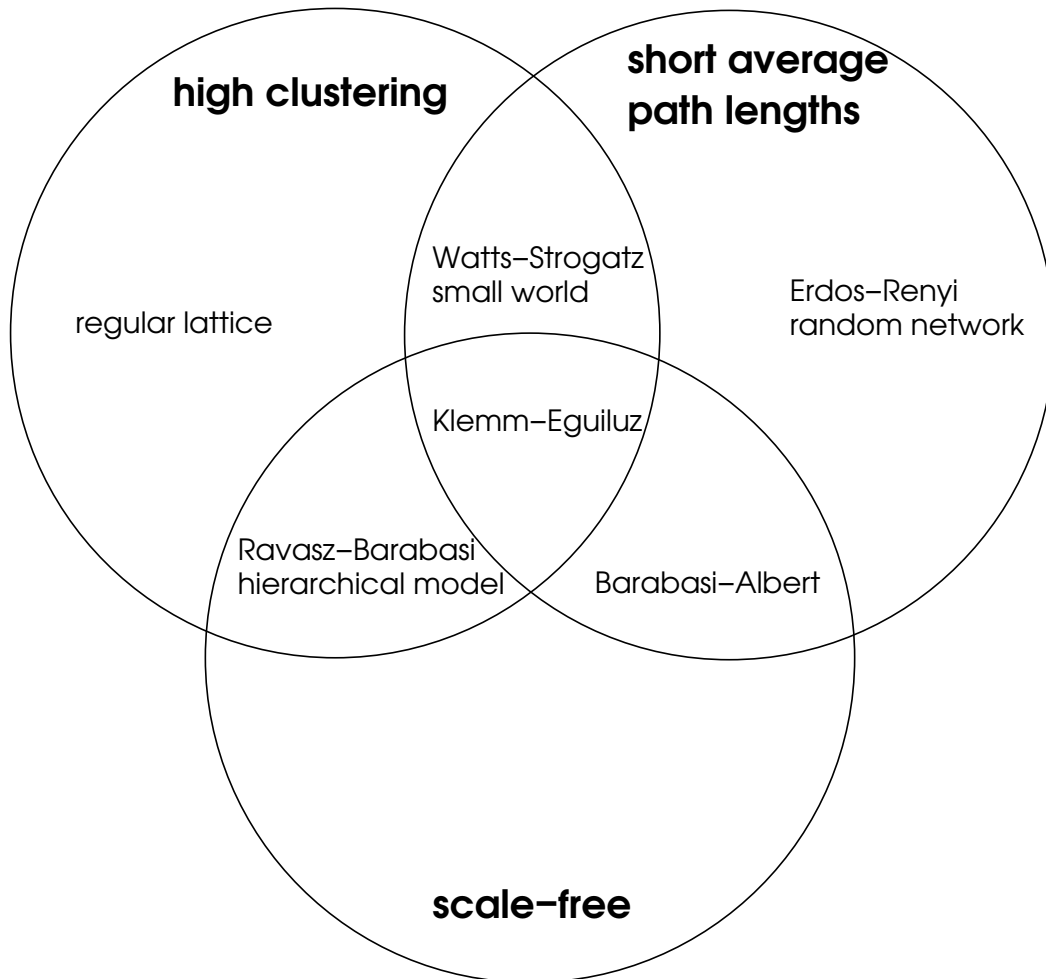 high clustering
short average
path lengths
Watts–Strogatz
small world
regular lattice
Erdos–Renyi
random network
Klemm–Eguiluz
Ravasz–Barabasi
hierarchical model
Barabasi–Albert
scale–free